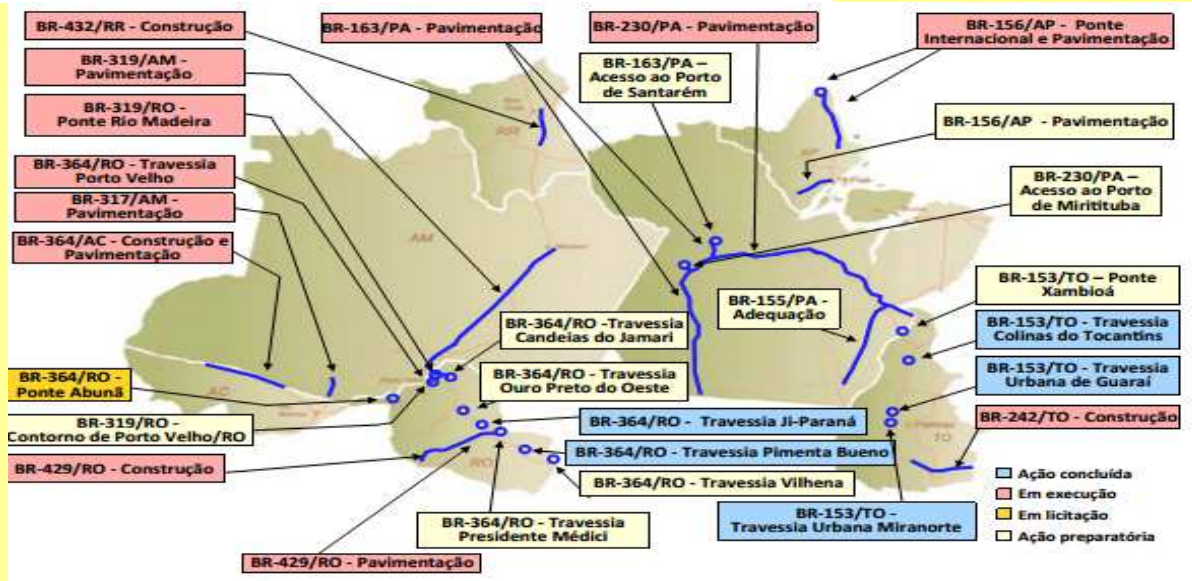 BR-432/RR - Construção
BR-163/PA - Pavimentação
BR-230/PA - Pavimentação
BR-156/AP - Ponte
Internacional e Pavimentação
BR-319/AM -
Pavimentação
BR-163/PA –
Acesso ao Porto
de Santarém
BR-319/RO -
Ponte Rio Madeira
BR-156/AP - Pavimentação
BR-364/RO - Travessia
Porto Velho
BR-230/PA –
Acesso ao Porto
de Miritituba
BR-317/AM -
Pavimentação
BR-364/AC - Construção e
Pavimentação
BR-153/TO – Ponte
Xambioá
BR-155/PA -
Adequação
BR-364/RO -Travessia
Candeias do Jamari
BR-153/TO - Travessia
Colinas do Tocantins
BR-364/RO -
Ponte Abunã
BR-364/RO - Travessia
Ouro Preto do Oeste
BR-153/TO - Travessia
Urbana de Guaraí
BR-319/RO -
Contorno de Porto Velho/RO
BR-364/RO - Travessia Ji-Paraná
BR-242/TO - Construção
BR-364/RO - Travessia Pimenta Bueno
BR-429/RO - Construção
BR-364/RO - Travessia Vilhena
BR-153/TO -
Travessia Urbana Miranorte
BR-364/RO - Travessia
Presidente Médici
BR-429/RO - Pavimentação
Ação concluída
Em execução
Em licitação
Ação preparatória
RR
AP
AM
AC
RO
TO